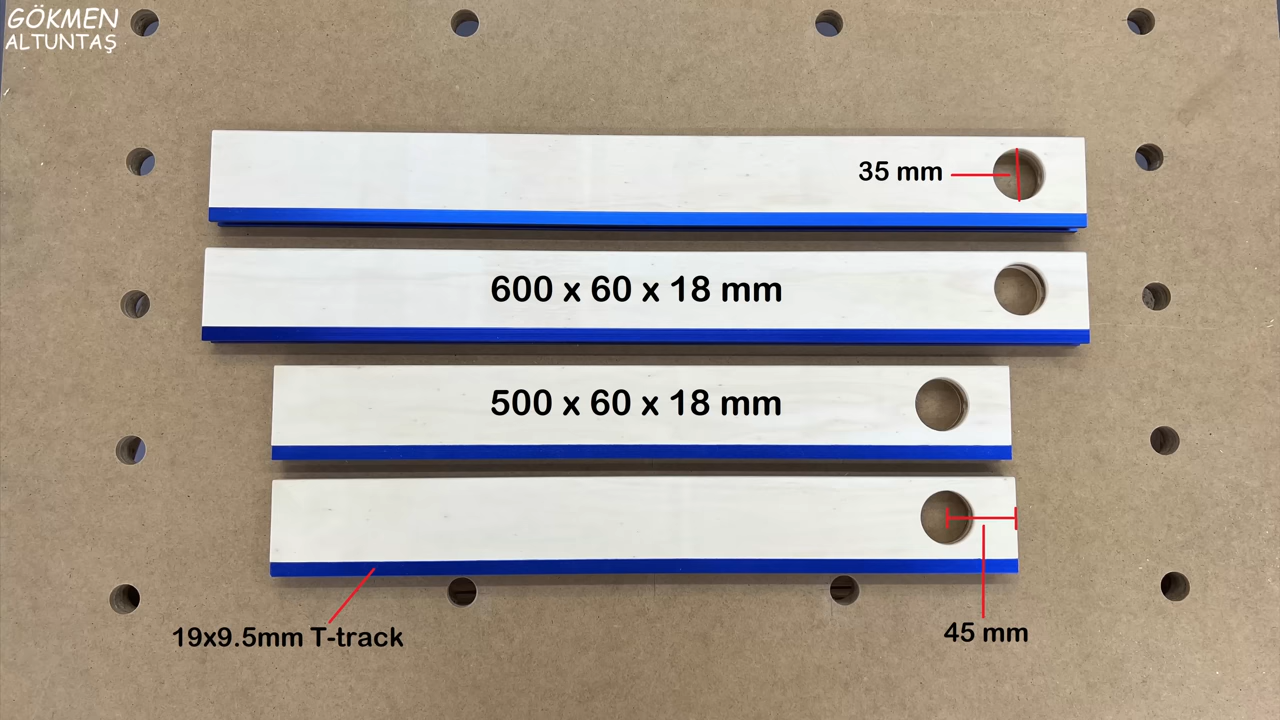 GÖKMEN
ALTUNTAŞ
35 mm
600 x 60 x 18 mm
500 x 60 x 18 mm
19x9.5mm T-track
45 mm